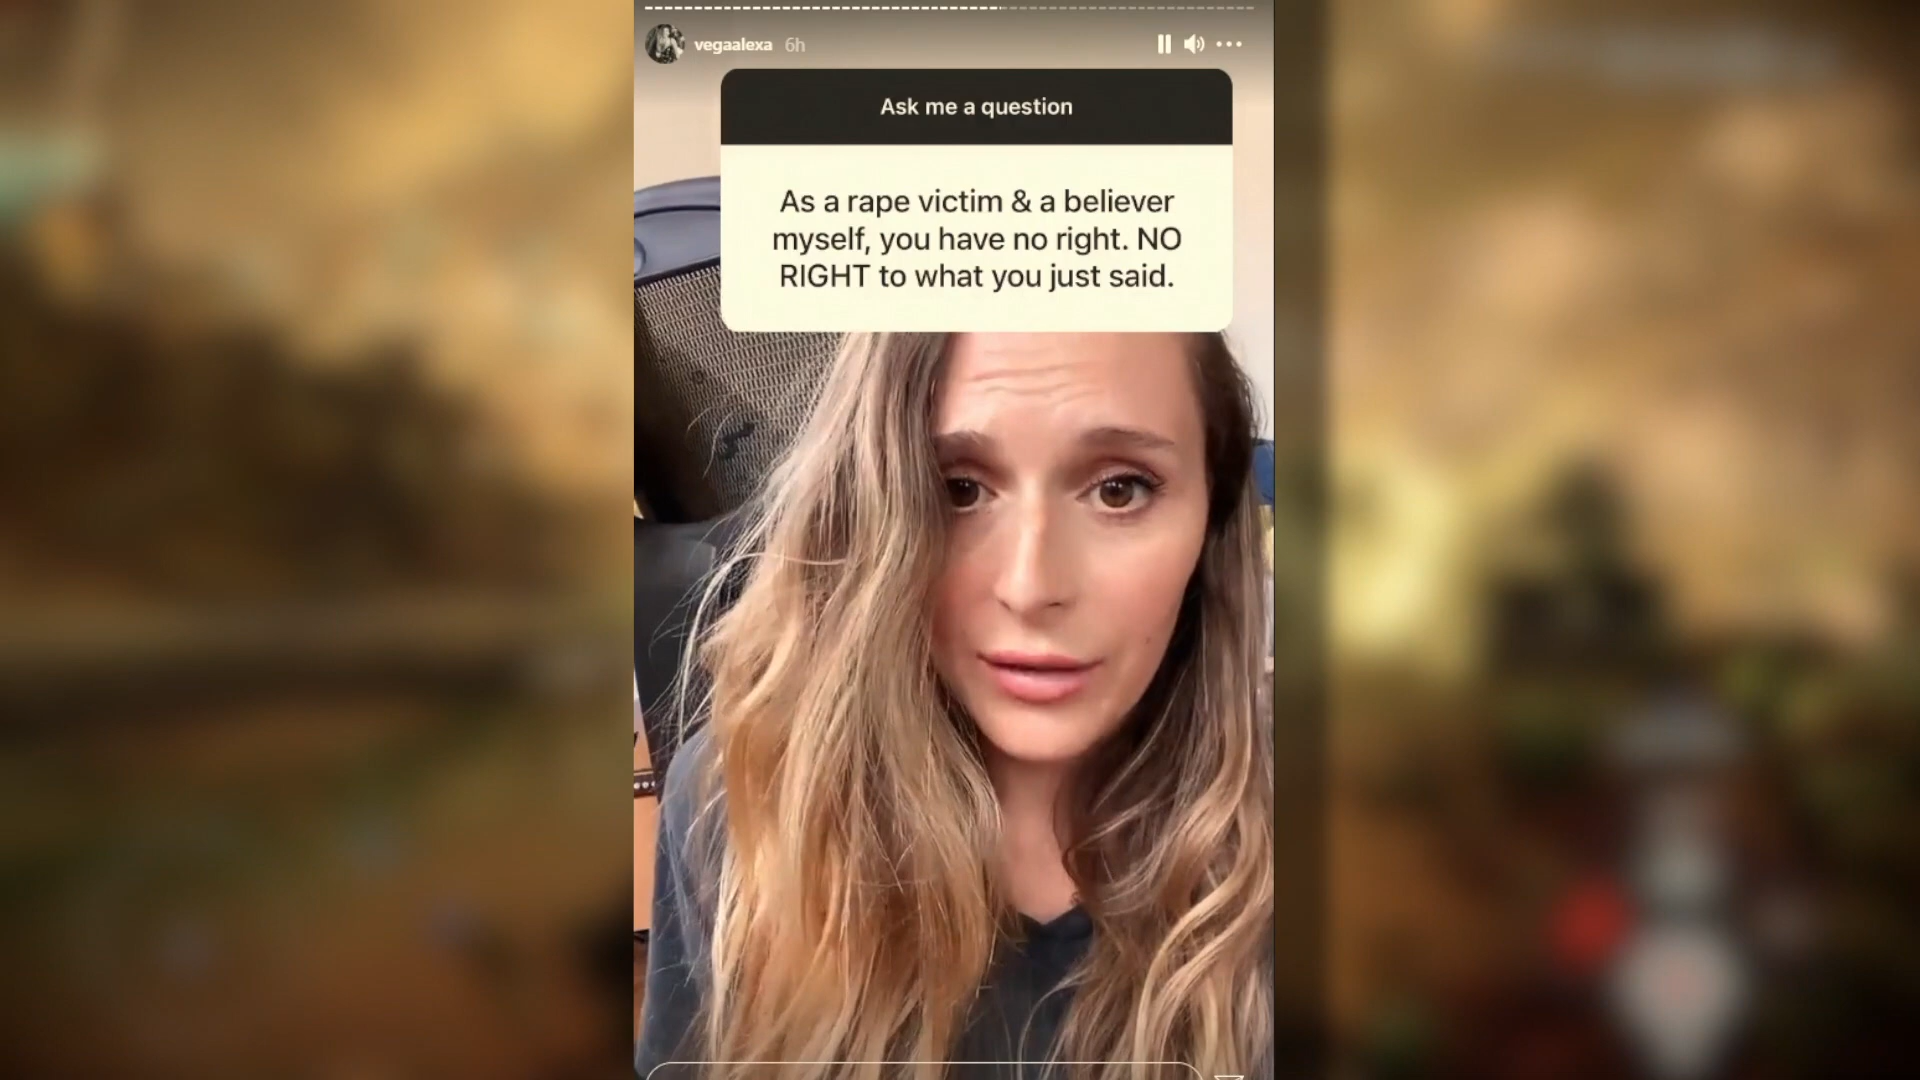 vegaalexa 6h
Ask me a question
As a rape victim & a believer
myself, you have no right. NO
RIGHT to what you just said.